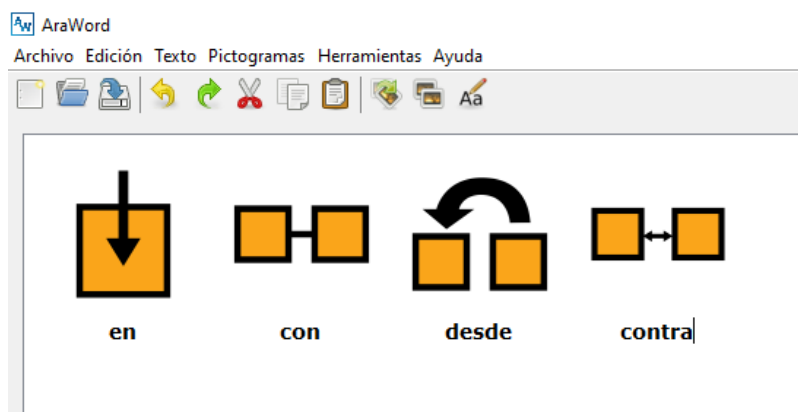 AraWord
Archivo Edición Texto Pictogramas Herramientas Ayuda
Aa
en con desde contra